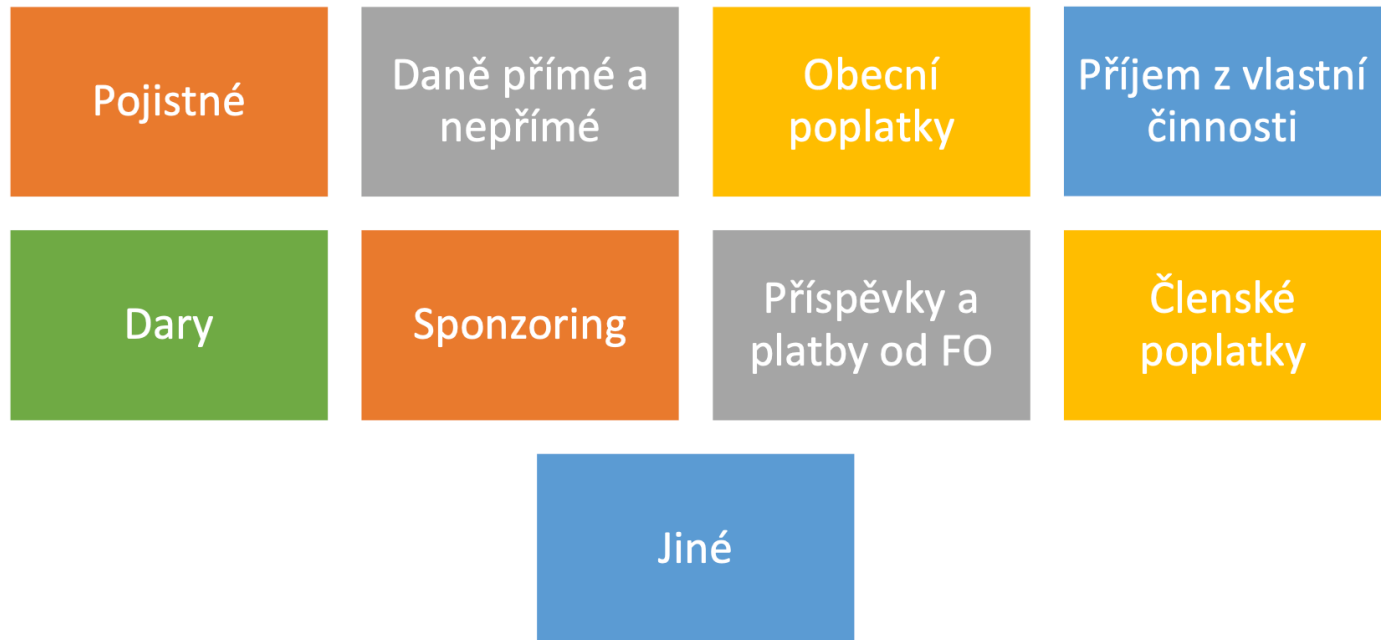 Pojistné
Daně přímé a
nepřímé
Obecní
poplatky
Příjem z vlastní
činnosti
Dary
Sponzoring
Příspěvky a
platby od FO
Členské
poplatky
Jiné